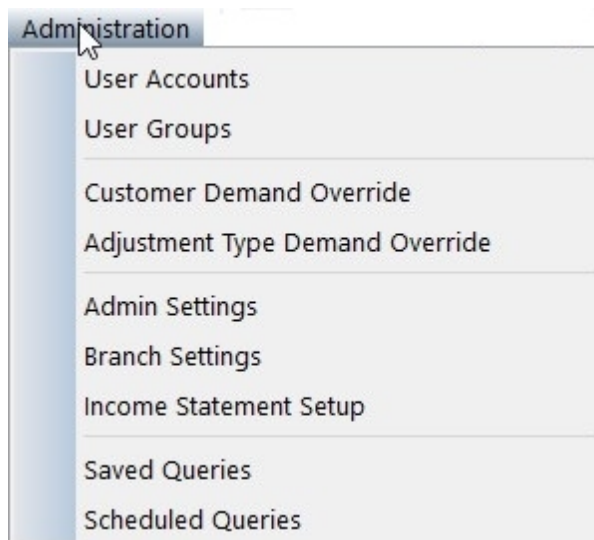 Administration
User Accounts
User Groups
Customer Demand Override
Adjustment Type Demand Override
Admin Settings
Branch Settings
Income Statement Setup
Saved Queries
Scheduled Queries